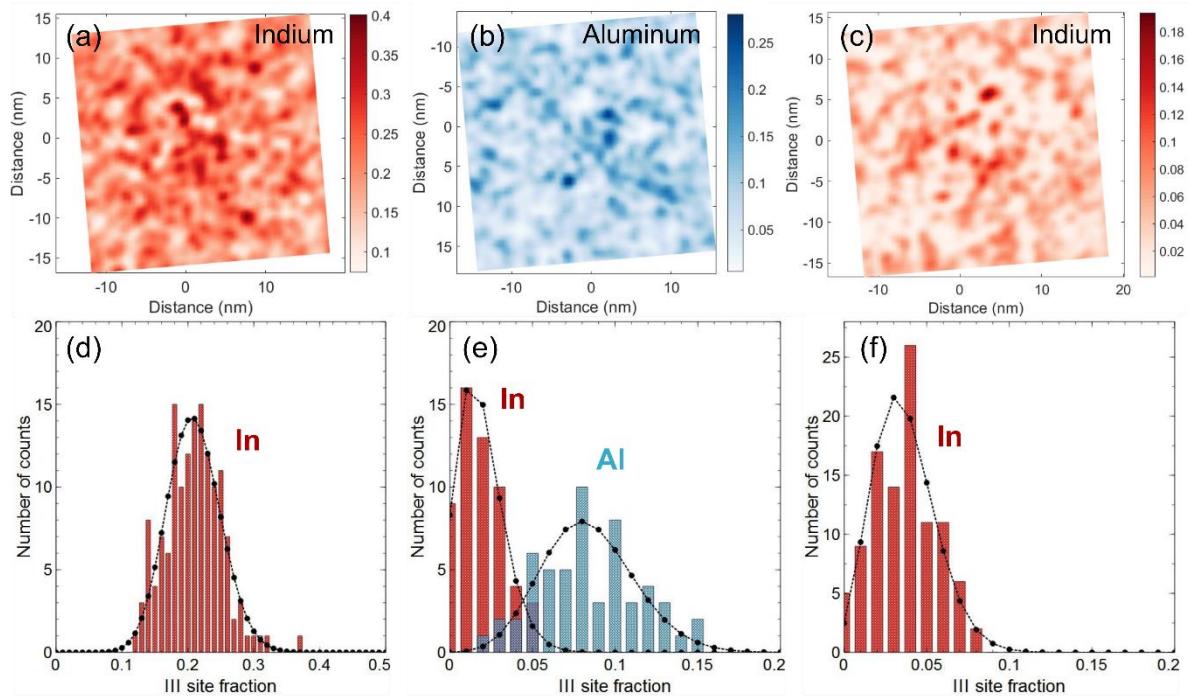 (a) Indium
0.4
0.35
0.3
0.25
0.2
0.15
0.1
15
10
5
0
-5
-10
-15
Distance (nm)
-10 0 10
Distance (nm)
(b) Aluminum
0.25
0.2
0.15
0.1
0.05
-10
-5
0
5
10
15
Distance (nm)
-10 0 10
Distance (nm)
(c) Indium
0.18
0.16
0.14
0.12
0.1
0.08
0.06
0.04
0.02
15
10
5
0
-5
-10
-15
Distance (nm)
-10 0 10 20
Distance (nm)
(d)
In
20
15
10
5
0
Number of counts
0 0.1 0.2 0.3 0.4 0.5
III site fraction
(e)
In
Al
20
15
10
5
0
Number of counts
0 0.05 0.1 0.15 0.2
III site fraction
(f)
In
25
20
15
10
5
0
Number of counts
0 0.05 0.1 0.15 0.2
III site fraction